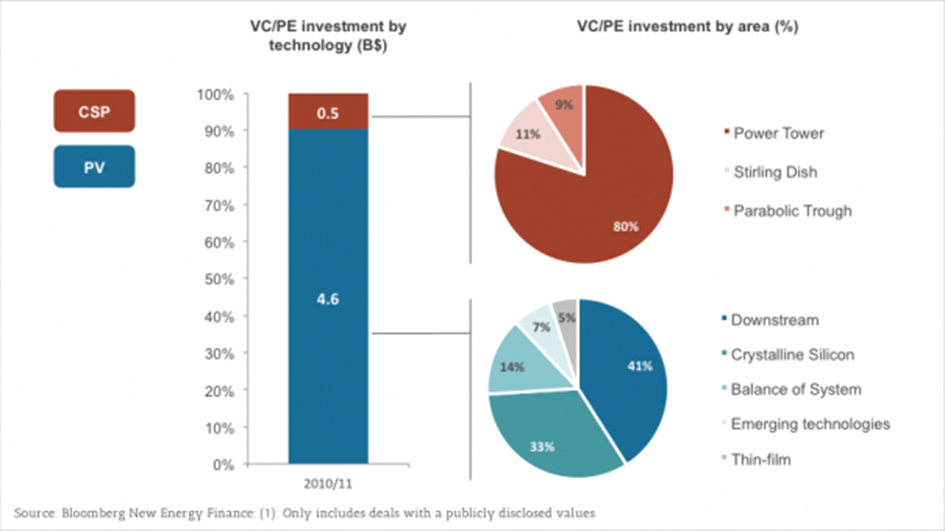 VC/PE investment by
technology (B$)
VC/PE investment by area (%)
CSP
PV
100%
90%
80%
70%
60%
50%
40%
30%
20%
10%
0%
0.5
4.6
2010/11
9%
11%
80%
Power Tower
Stirling Dish
Parabolic Trough
5%
7%
14%
41%
33%
Downstream
Crystalline Silicon
Balance of System
Emerging technologies
Thin-film
Source: Bloomberg New Energy Finance; (1): Only includes deals with a publicly disclosed values